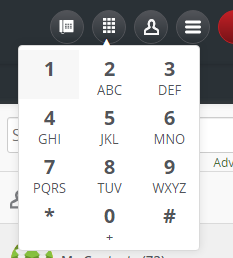 1 2 3
ABC DEF
4 5 6
GHI JKL MNO
7 8 9
PQRS TUV WXYZ
* 0 #
+
S
Adv